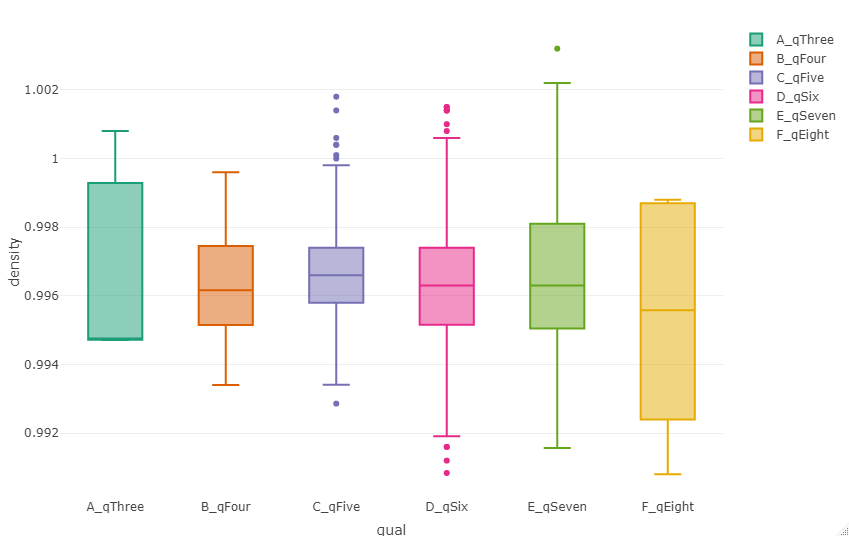 1.002
1
0.998
0.996
0.994
0.992
density
A_qThree
B_qFour
C_qFive
D_qSix
E_qSeven
F_qEight
qual
A_qThree
B_qFour
C_qFive
D_qSix
E_qSeven
F_qEight